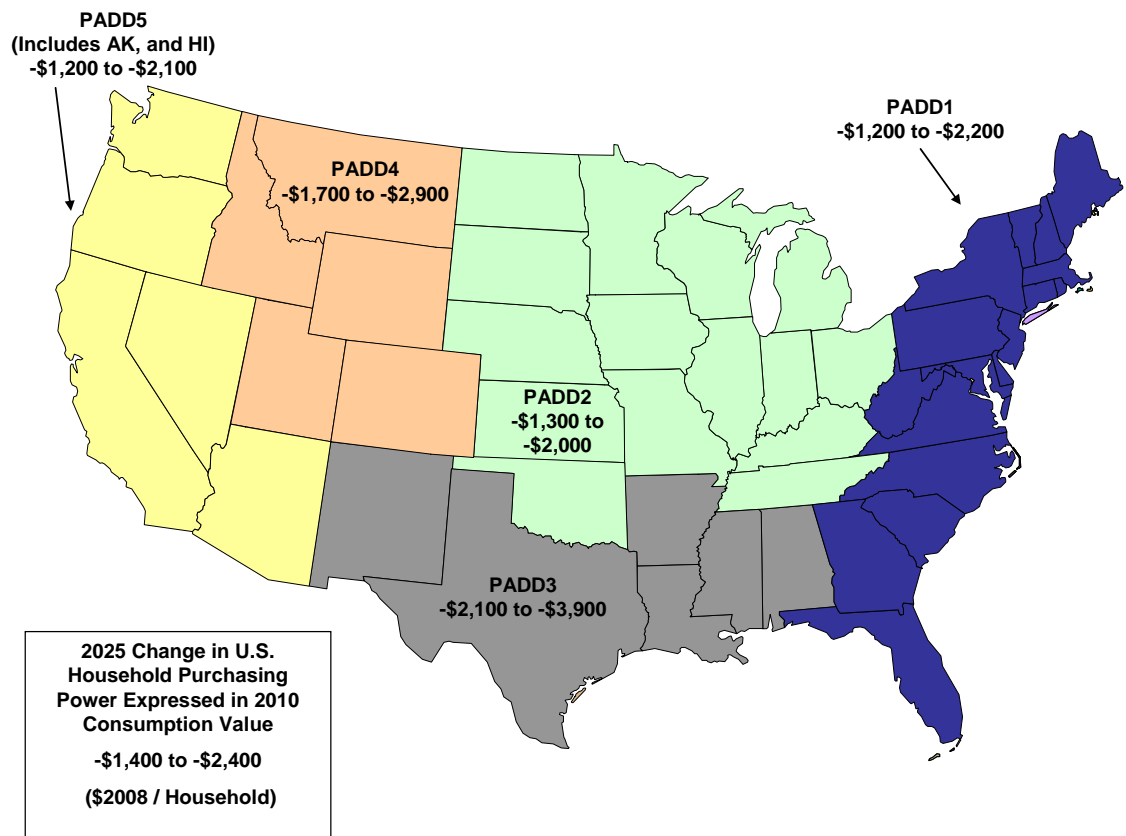 PADD5
(Includes AK, and HI)
-$1,200 to -$2,100
PADD1
-$1,200 to -$2,200
PADD4
-$1,700 to -$2,900
PADD2
-$1,300 to
-$2,000
PADD3
-$2,100 to -$3,900
2025 Change in U.S.
Household Purchasing
Power Expressed in 2010
Consumption Value
-$1,400 to -$2,400
($2008 / Household)